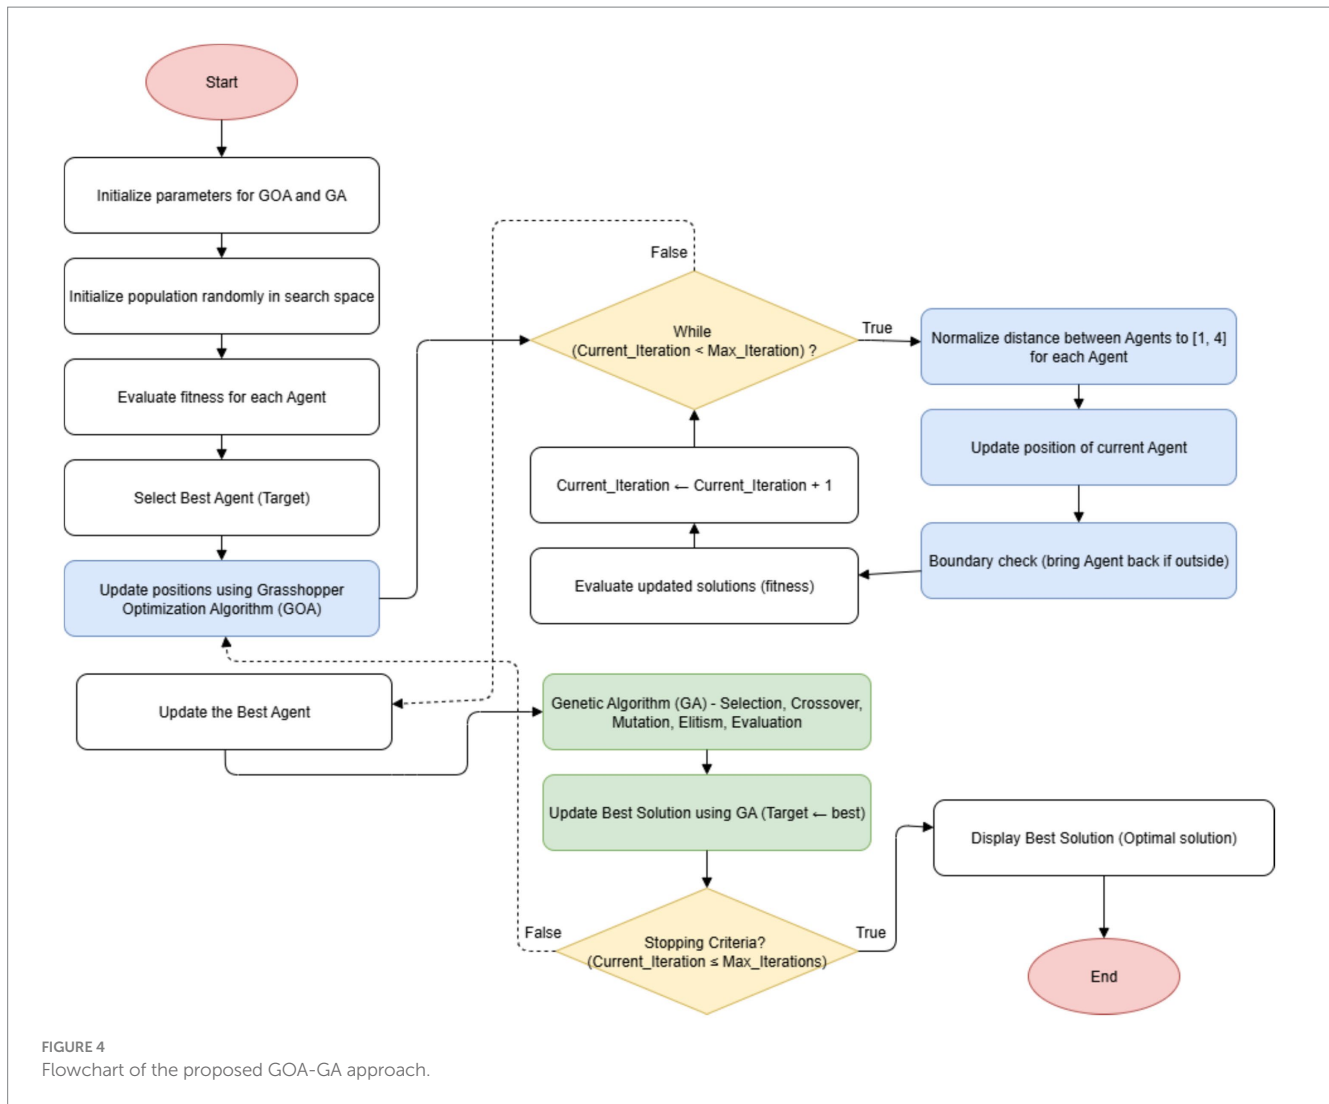 Start
Initialize parameters for GOA and GA
Initialize population randomly in search space
Evaluate fitness for each Agent
Select Best Agent (Target)
Update positions using Grasshopper
Optimization Algorithm (GOA)
False
While
(Current_Iteration < Max_Iteration) ?
True
Normalize distance between Agents to [1, 4]
for each Agent
Update position of current Agent
Boundary check (bring Agent back if outside)
Current_Iteration ← Current_Iteration + 1
Evaluate updated solutions (fitness)
Update the Best Agent
Genetic Algorithm (GA) - Selection, Crossover,
Mutation, Elitism, Evaluation
Update Best Solution using GA (Target ← best)
False
Stopping Criteria?
(Current_Iteration ≤ Max_Iterations)
True
Display Best Solution (Optimal solution)
End
FIGURE 4
Flowchart of the proposed GOA-GA approach.